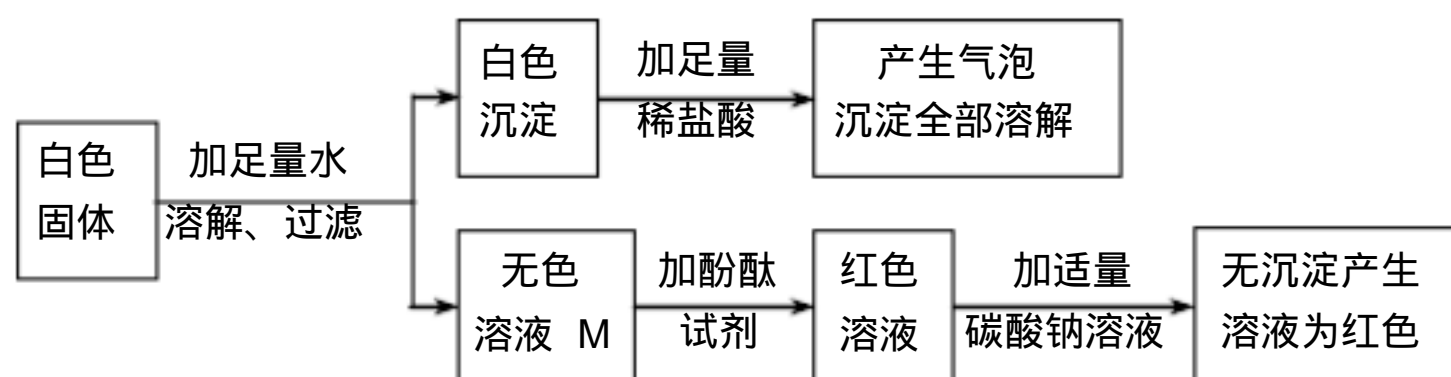 白色
固体
加足量水
溶解、过滤
白色
沉淀
加足量
稀盐酸
产生气泡
沉淀全部溶解
无色
溶液 M
加酚酞
试剂
红色
溶液
加适量
碳酸钠溶液
无沉淀产生
溶液为红色